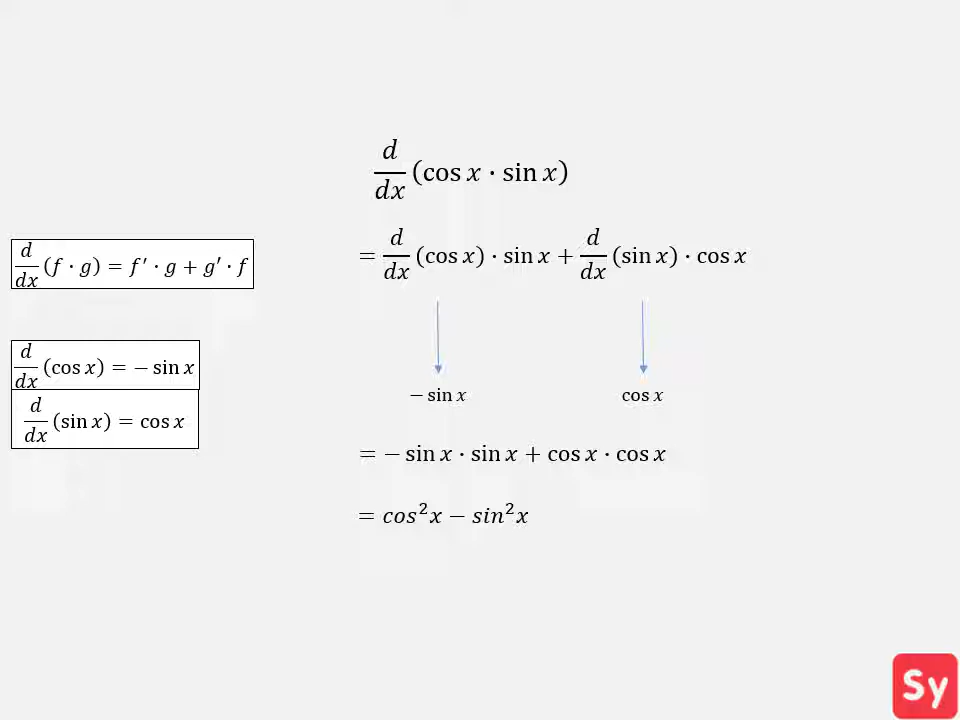 d/dx (cos x · sin x)
= d/dx (cos x) · sin x + d/dx (sin x) · cos x
d/dx (f · g) = f′ · g + g′ · f
d/dx (cos x) = − sin x
− sin x
cos x
d/dx (sin x) = cos x
= − sin x · sin x + cos x · cos x
= cos²x − sin²x
Sy